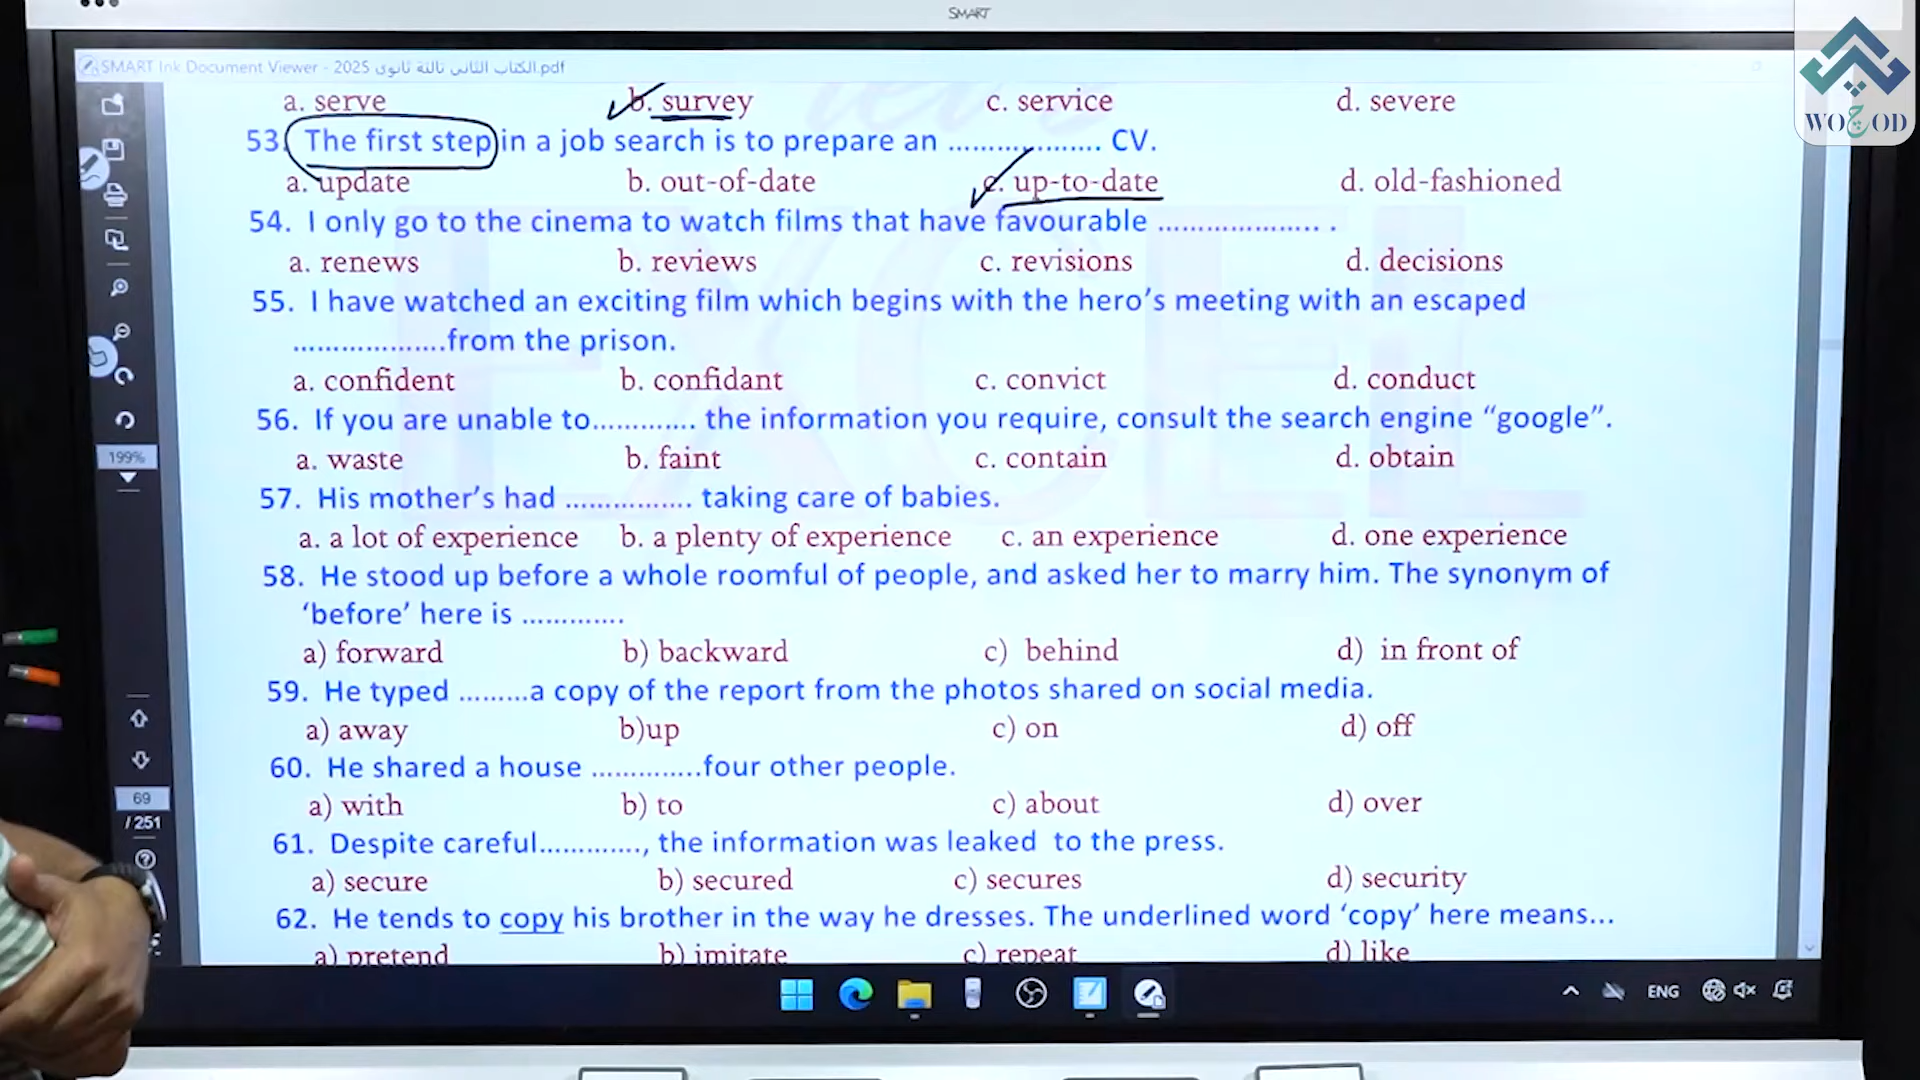 SMART
SMART Ink Document Viewer - 2025 الكتاب الثاني تالتة ثانوي.pdf
WOجOD
a. serve b. survey c. service d. severe
53. The first step in a job search is to prepare an ................... CV.
a. update b. out-of-date c. up-to-date d. old-fashioned
54. I only go to the cinema to watch films that have favourable .................... .
a. renews b. reviews c. revisions d. decisions
55. I have watched an exciting film which begins with the hero's meeting with an escaped
...................from the prison.
a. confident b. confidant c. convict d. conduct
56. If you are unable to............. the information you require, consult the search engine "google".
a. waste b. faint c. contain d. obtain
199%
57. His mother's had ................ taking care of babies.
a. a lot of experience b. a plenty of experience c. an experience d. one experience
58. He stood up before a whole roomful of people, and asked her to marry him. The synonym of
'before' here is .............
a) forward b) backward c) behind d) in front of
59. He typed .........a copy of the report from the photos shared on social media.
a) away b)up c) on d) off
60. He shared a house ..............four other people.
a) with b) to c) about d) over
69
/ 251
61. Despite careful............., the information was leaked to the press.
a) secure b) secured c) secures d) security
62. He tends to copy his brother in the way he dresses. The underlined word 'copy' here means...
a) pretend b) imitate c) repeat d) like
ENG